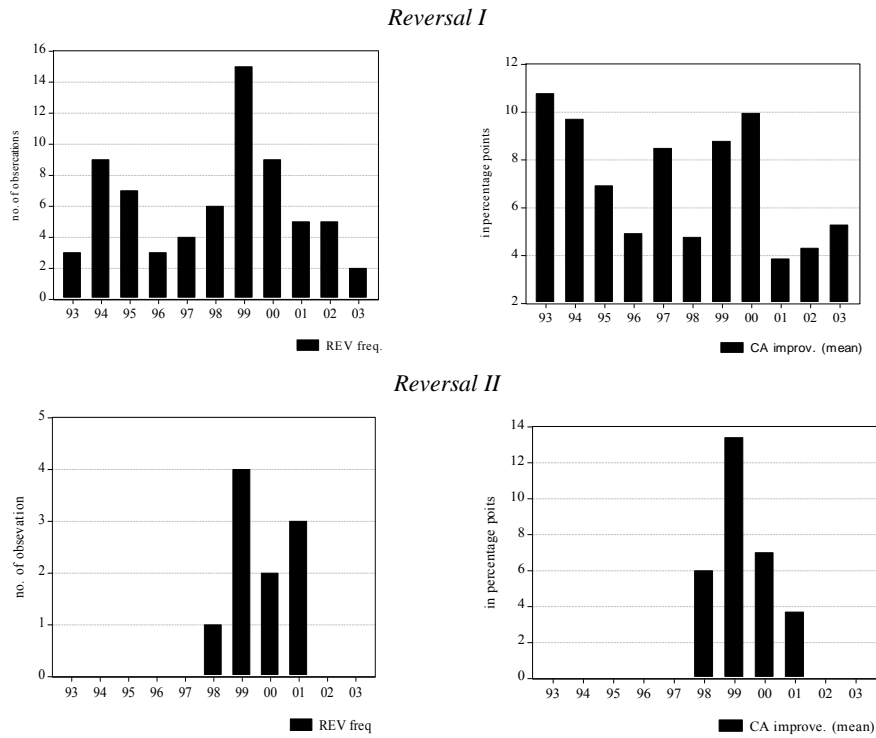 Reversal I
16
14
12
10
8
6
4
2
0
no. of obsercations
93 94 95 96 97 98 99 00 01 02 03
REV freq.
12
10
8
6
4
2
in percentage points
93 94 95 96 97 98 99 00 01 02 03
CA improv. (mean)
Reversal II
5
4
3
2
1
0
no. of obsevation
93 94 95 96 97 98 99 00 01 02 03
REV freq
14
12
10
8
6
4
2
0
in percentage poits
93 94 95 96 97 98 99 00 01 02 03
CA improve. (mean)